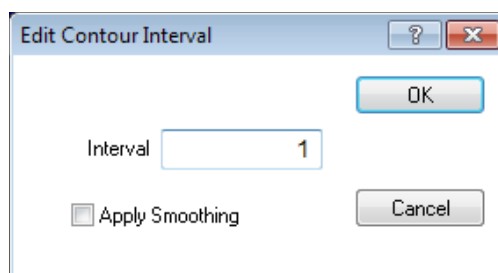 Edit Contour Interval
OK
Interval 1
Apply Smoothing
Cancel